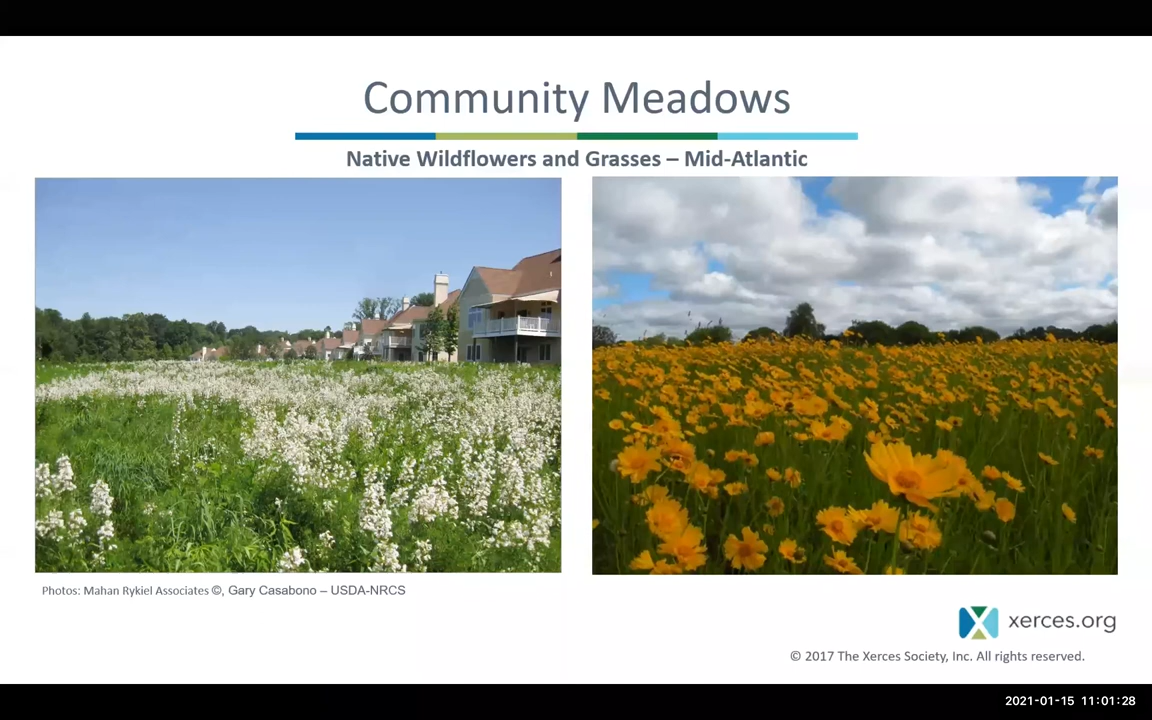 Community Meadows
Native Wildflowers and Grasses – Mid-Atlantic
Photos: Mahan Rykiel Associates ©, Gary Casabono – USDA-NRCS
xerces.org
© 2017 The Xerces Society, Inc. All rights reserved.
2021-01-15 11:01:28